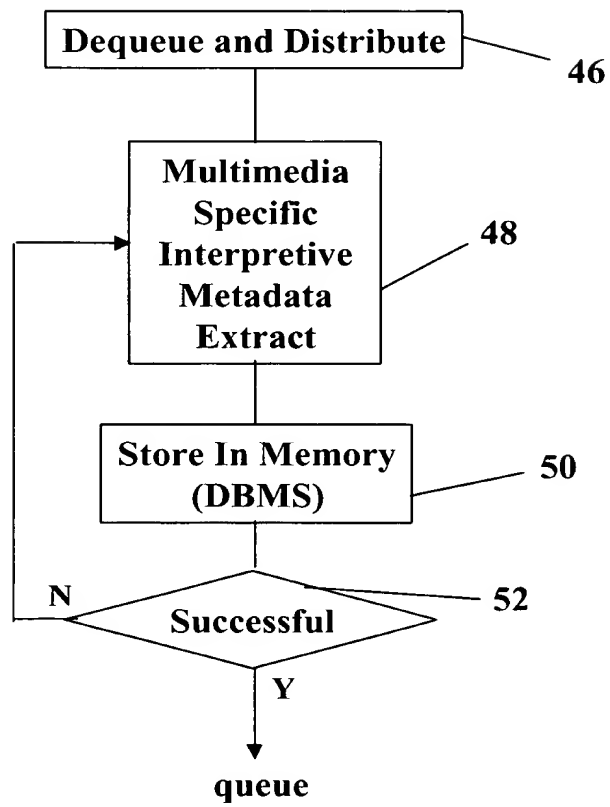 Dequeue and Distribute
46
Multimedia
Specific
Interpretive
Metadata
Extract
48
Store In Memory
(DBMS)
50
N
Successful
52
Y
queue